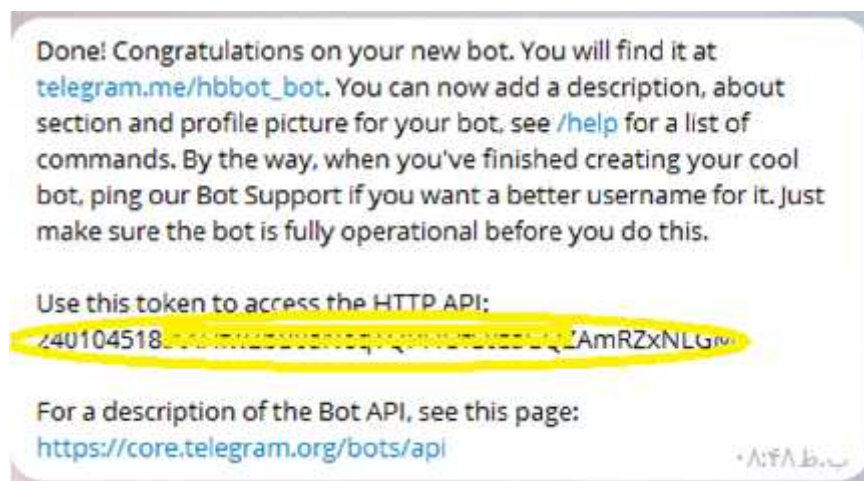 Done! Congratulations on your new bot. You will find it at
telegram.me/hbbot_bot. You can now add a description, about
section and profile picture for your bot, see /help for a list of
commands. By the way, when you've finished creating your cool
bot, ping our Bot Support if you want a better username for it. Just
make sure the bot is fully operational before you do this.
Use this token to access the HTTP API:
For a description of the Bot API, see this page:
https://core.telegram.org/bots/api
۰۸:۴۸ ب.ظ